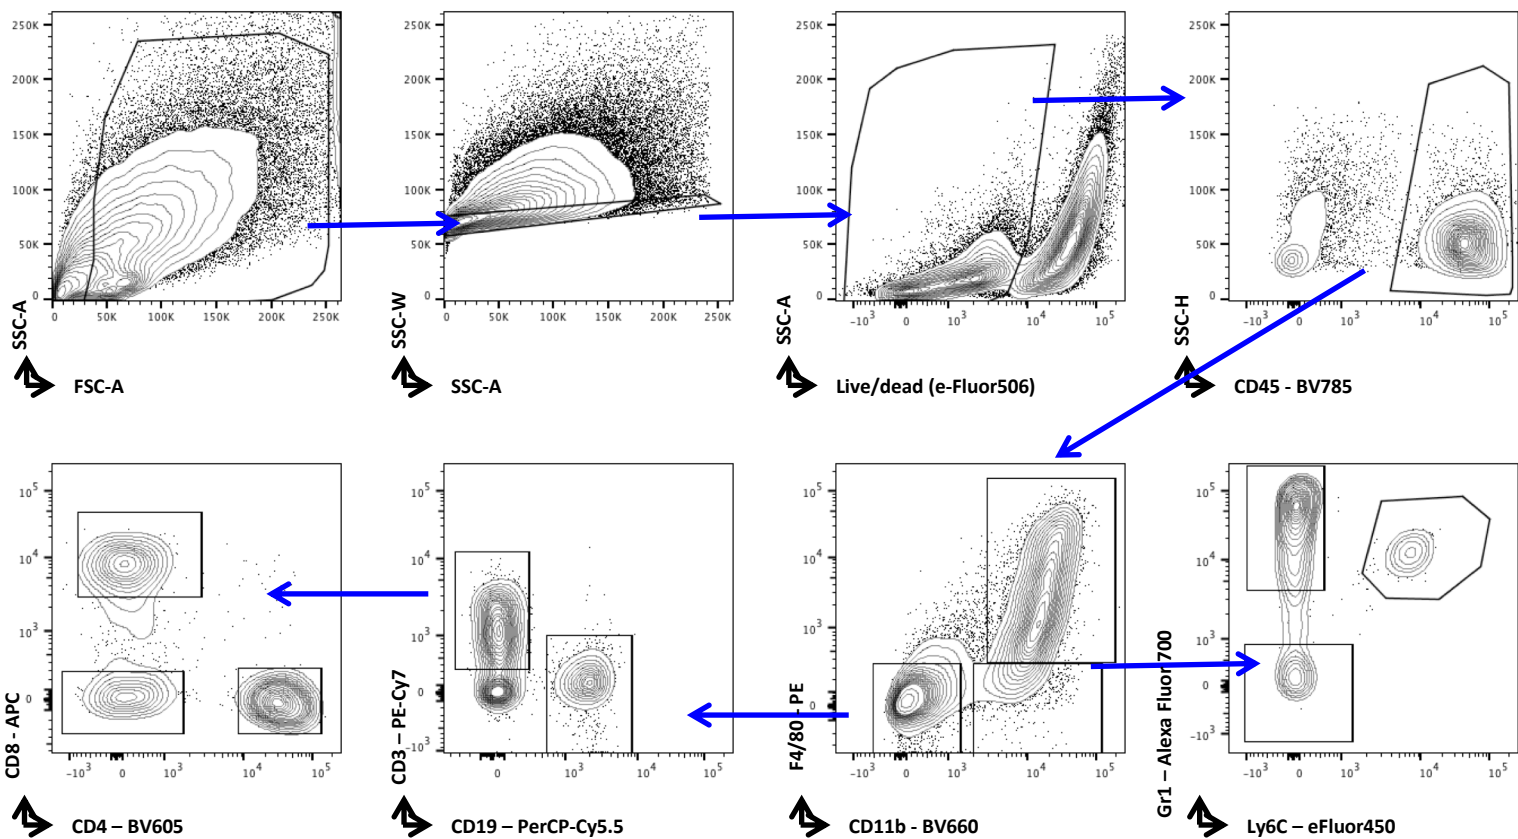 250K
200K
150K
100K
50K
0
0 50K 100K 150K 200K 250K
SSC-A
FSC-A
250K
200K
150K
100K
50K
0
0 50K 100K 150K 200K 250K
SSC-W
SSC-A
250K
200K
150K
100K
50K
0
-10³ 0 10³ 10⁴ 10⁵
SSC-A
Live/dead (e-Fluor506)
250K
200K
150K
100K
50K
0
-10³ 0 10³ 10⁴ 10⁵
SSC-H
CD45 - BV785
10⁵
10⁴
10³
0
-10³ 0 10³ 10⁴ 10⁵
CD8 - APC
CD4 – BV605
10⁵
10⁴
10³
0
-10³
0 10³ 10⁴ 10⁵
CD3 – PE-Cy7
CD19 – PerCP-Cy5.5
10⁵
10⁴
10³
0
0 10³ 10⁴ 10⁵
F4/80 - PE
CD11b - BV660
10⁵
10⁴
10³
0
-10³
-10³ 0 10³ 10⁴ 10⁵
Gr1 – Alexa Fluor 700
Ly6C – eFluor450